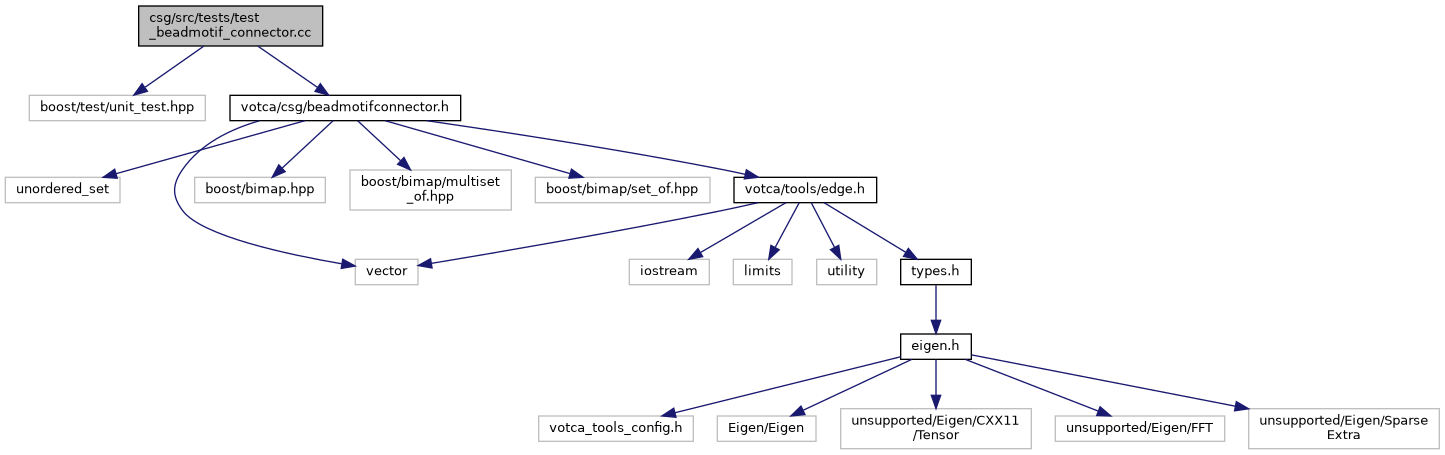 csg/src/tests/test
_beadmotif_connector.cc
boost/test/unit_test.hpp
votca/csg/beadmotifconnector.h
unordered_set
boost/bimap.hpp
boost/bimap/multiset
_of.hpp
boost/bimap/set_of.hpp
votca/tools/edge.h
vector
iostream
limits
utility
types.h
eigen.h
votca_tools_config.h
Eigen/Eigen
unsupported/Eigen/CXX11
/Tensor
unsupported/Eigen/FFT
unsupported/Eigen/Sparse
Extra